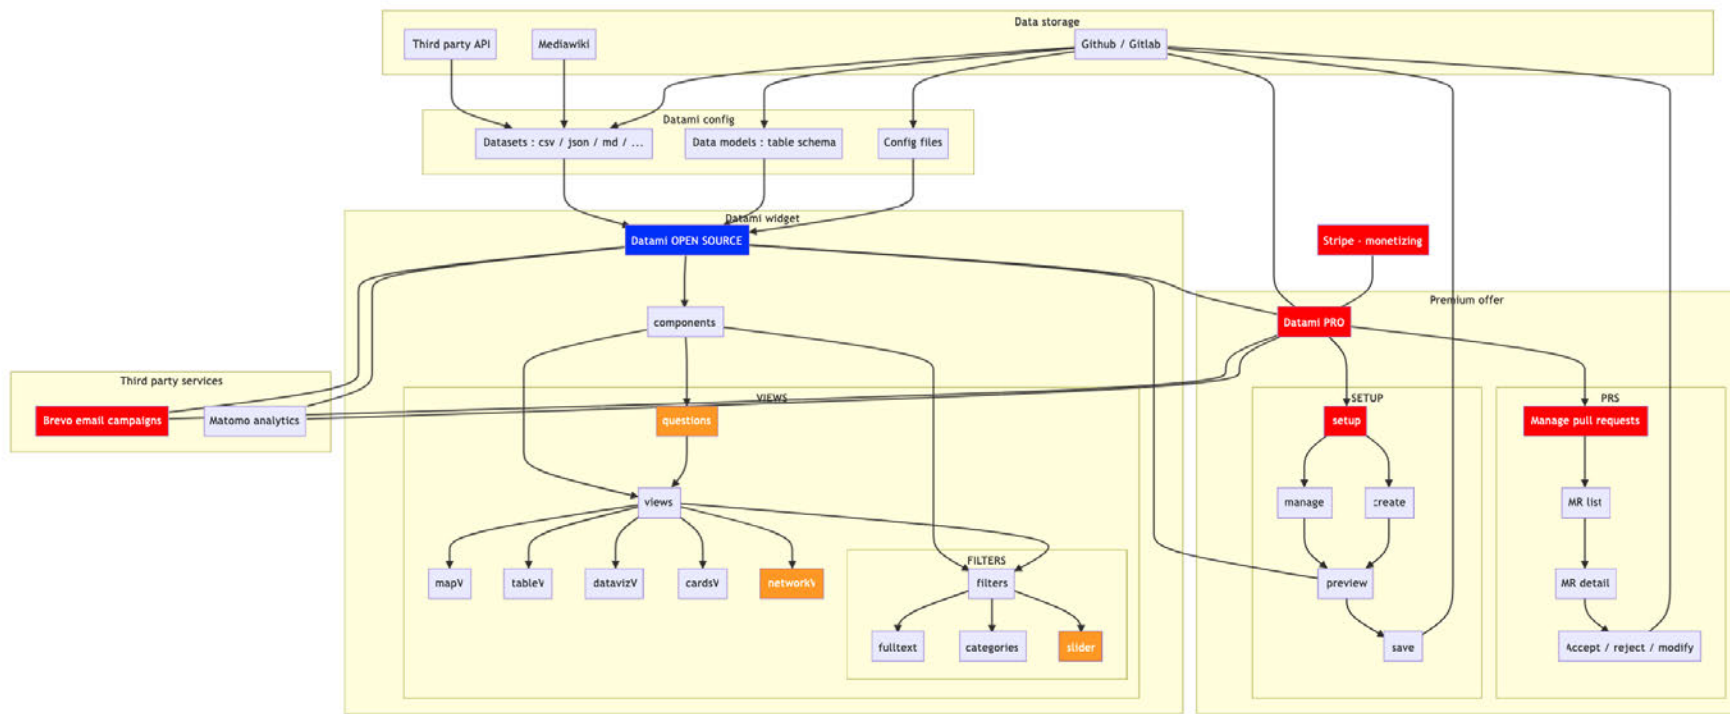 Data storage
Third party API
Mediawiki
Github / Gitlab
Datami config
Datasets : csv / json / md / ...
Data models : table schema
Config files
Datami widget
Datami OPEN SOURCE
Stripe - monetizing
Premium offer
components
Datami PRO
Third party services
Brevo email campaigns
Matomo analytics
VIEWS
questions
SETUP
setup
PRS
Manage pull requests
views
manage
create
MR list
mapV
tableV
datavizV
cardsV
networkV
FILTERS
filters
preview
MR detail
fulltext
categories
slider
save
Accept / reject / modify